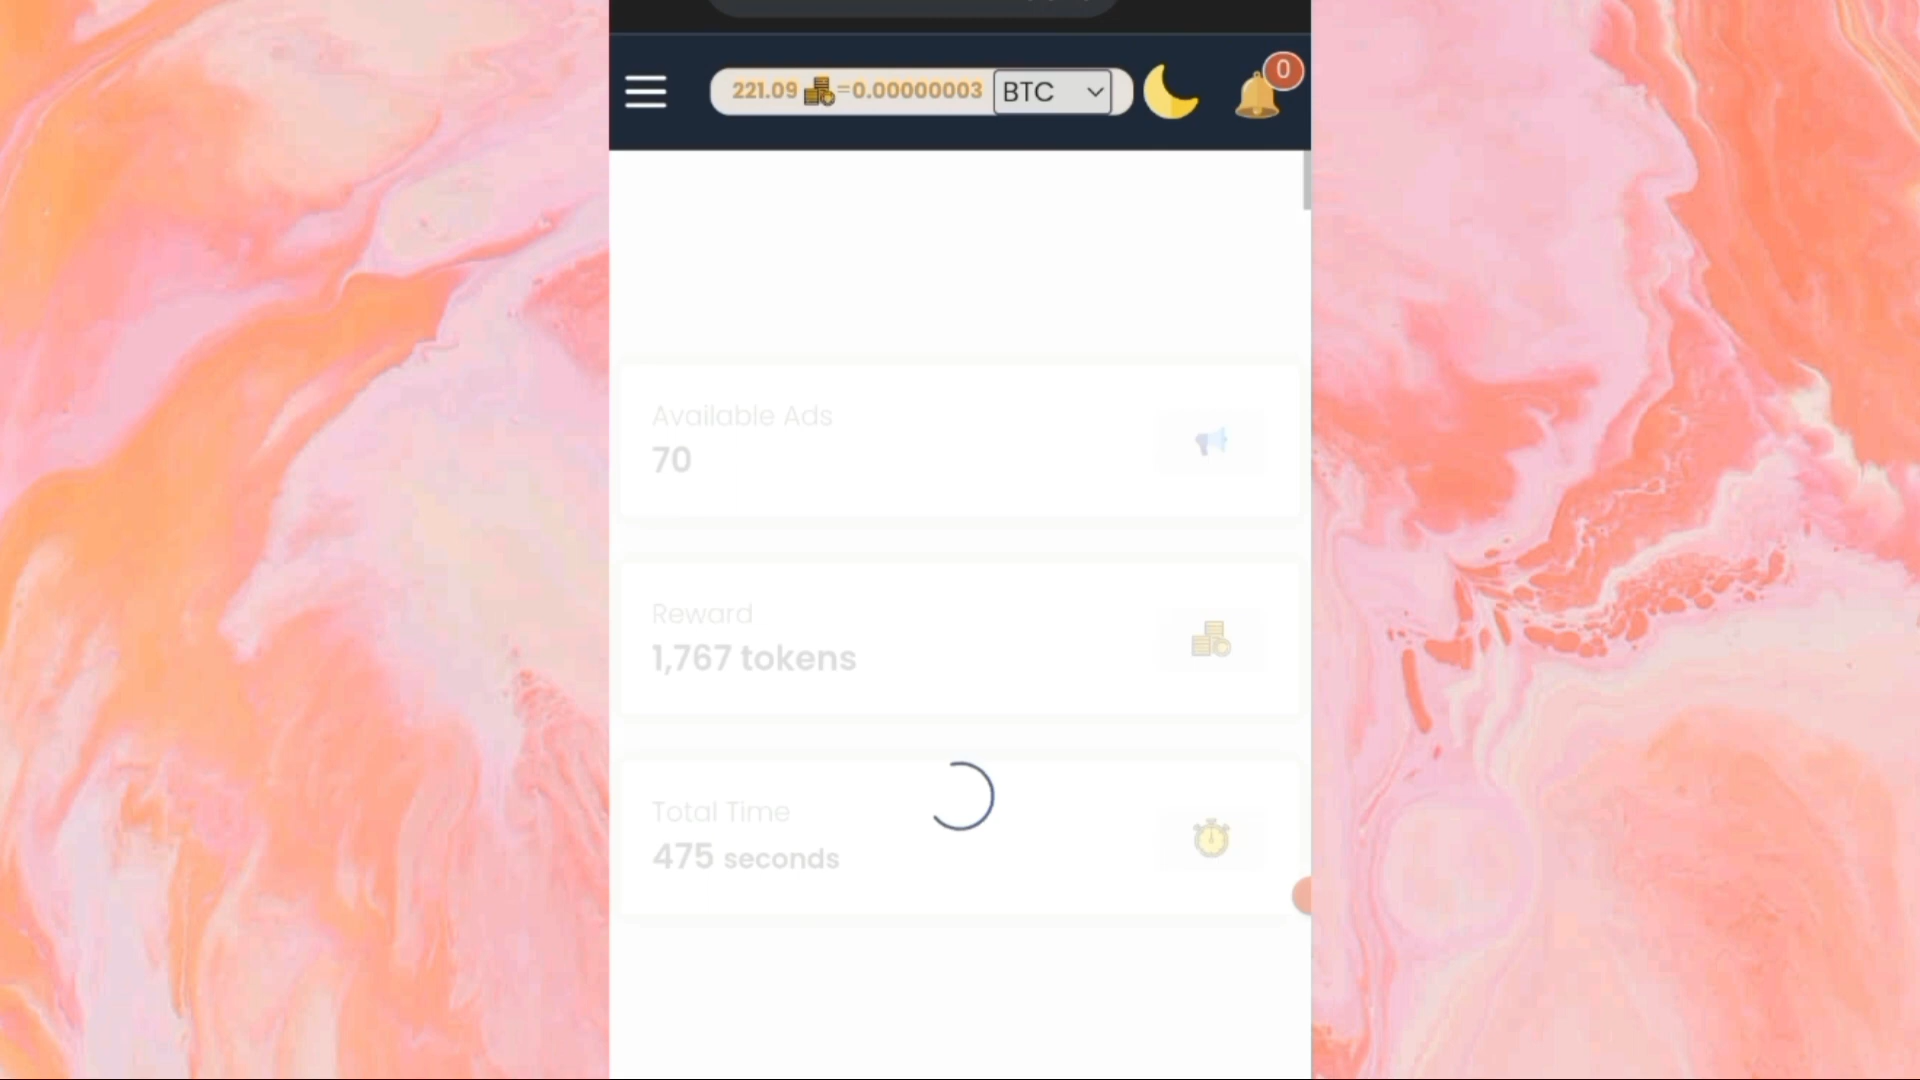 221.09 =0.00000003 BTC
0
Available Ads
70
Reward
1,767 tokens
Total Time
475 seconds